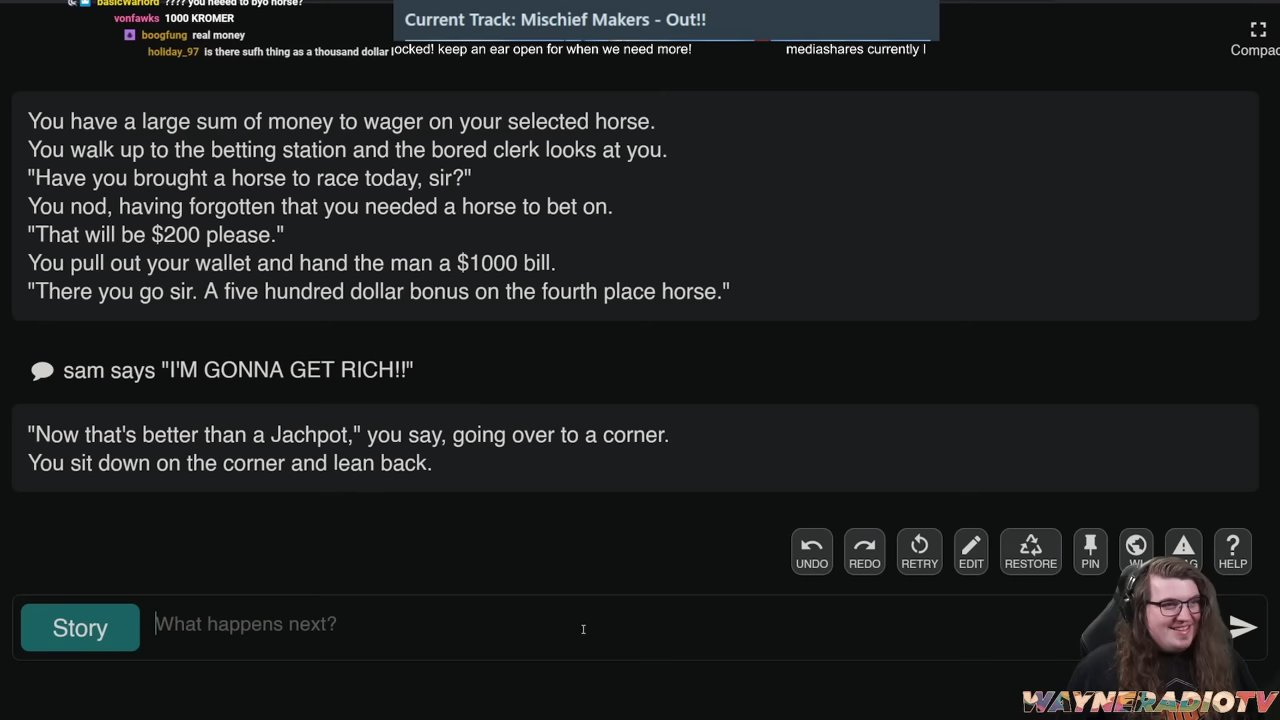 basicWarlord ???? you neeed to byo horse?
vonfawks 1000 KROMER
boogfung real money
holiday_97 is there sufh thing as a thousand dollar
Current Track: Mischief Makers - Out!!
ocked! keep an ear open for when we need more! mediashares currently
Compac
You have a large sum of money to wager on your selected horse.
You walk up to the betting station and the bored clerk looks at you.
"Have you brought a horse to race today, sir?"
You nod, having forgotten that you needed a horse to bet on.
"That will be $200 please."
You pull out your wallet and hand the man a $1000 bill.
"There you go sir. A five hundred dollar bonus on the fourth place horse."
sam says "I'M GONNA GET RICH!!"
"Now that's better than a Jachpot," you say, going over to a corner.
You sit down on the corner and lean back.
UNDO REDO RETRY EDIT RESTORE PIN HELP
Story What happens next?
WAYNERADIOTV